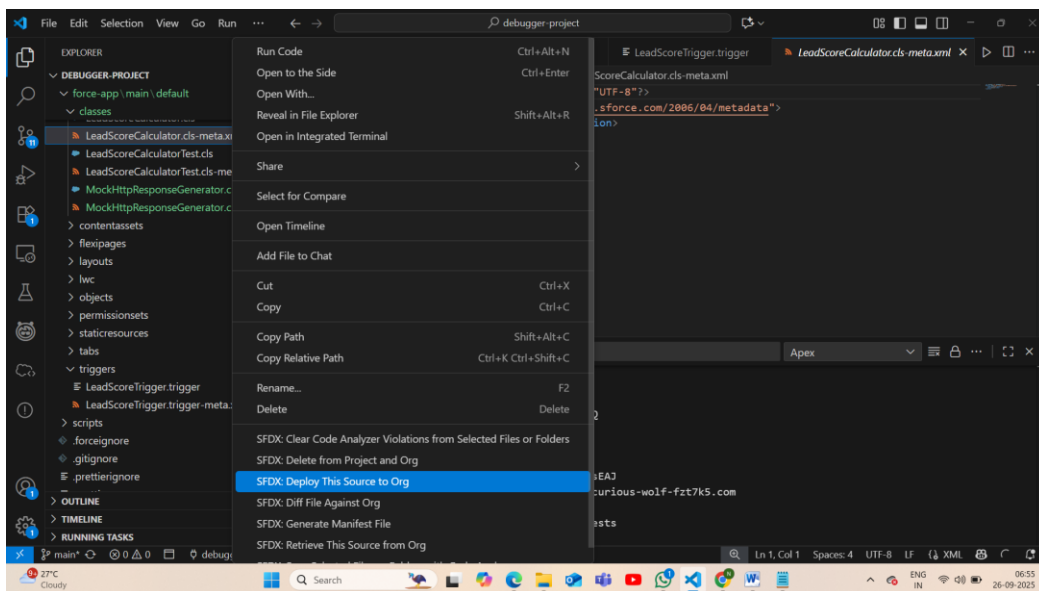 File Edit Selection View Go Run ... debugger-project
EXPLORER
DEBUGGER-PROJECT
force-app\main\default
classes
LeadScoreCalculator.cls-meta.x
LeadScoreCalculatorTest.cls
LeadScoreCalculatorTest.cls-me
MockHttpResponseGenerator.c
MockHttpResponseGenerator.c
contentassets
flexipages
layouts
lwc
objects
permissionsets
staticresources
tabs
triggers
LeadScoreTrigger.trigger
LeadScoreTrigger.trigger-meta.
scripts
.forceignore
.gitignore
.prettierignore
OUTLINE
TIMELINE
RUNNING TASKS
Run Code Ctrl+Alt+N
Open to the Side Ctrl+Enter
Open With...
Reveal in File Explorer Shift+Alt+R
Open in Integrated Terminal
Share
Select for Compare
Open Timeline
Add File to Chat
Cut Ctrl+X
Copy Ctrl+C
Copy Path Shift+Alt+C
Copy Relative Path Ctrl+K Ctrl+Shift+C
Rename... F2
Delete Delete
SFDX: Clear Code Analyzer Violations from Selected Files or Folders
SFDX: Delete from Project and Org
SFDX: Deploy This Source to Org
SFDX: Diff File Against Org
SFDX: Generate Manifest File
SFDX: Retrieve This Source from Org
LeadScoreTrigger.trigger LeadScoreCalculator.cls-meta.xml
ScoreCalculator.cls-meta.xml
"UTF-8"?>
.sforce.com/2006/04/metadata">
ion>
Apex
sEAJ
curious-wolf-fzt7k5.com
ests
main* 0 0 debugg Ln 1, Col 1 Spaces: 4 UTF-8 LF XML
11
1
1
1
9+
27°C
Cloudy
Search
ENG
IN
06:55
26-09-2025